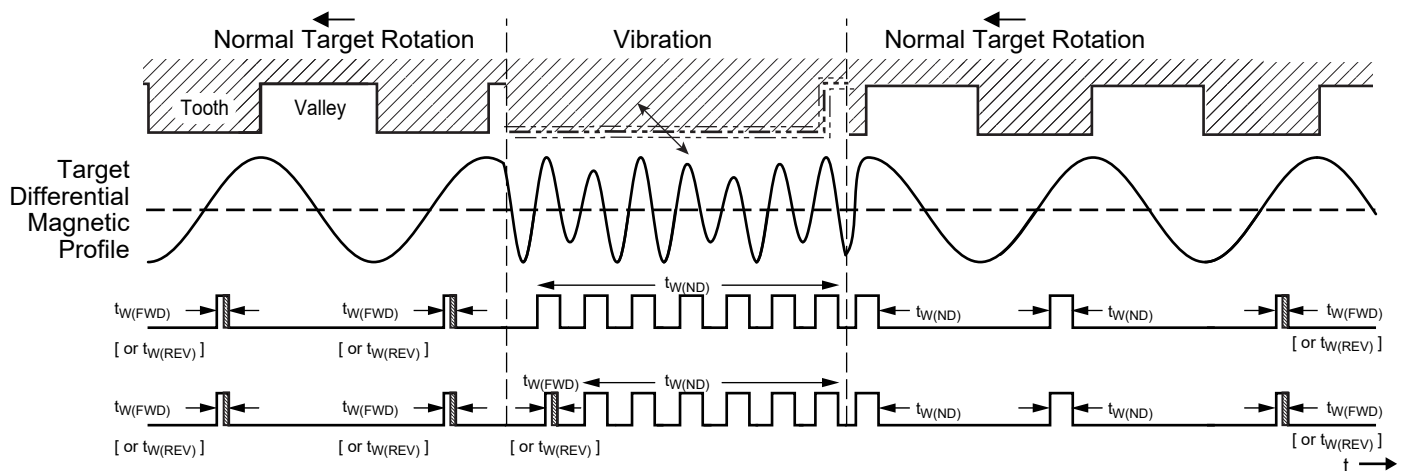 Normal Target Rotation
Vibration
Normal Target Rotation
Tooth
Valley
Target
Differential
Magnetic
Profile
tW(ND)
tW(FWD)
tW(FWD)
tW(ND)
tW(ND)
tW(FWD)
[ or tW(REV) ]
[ or tW(REV) ]
[ or tW(REV) ]
tW(FWD)
tW(ND)
tW(FWD)
tW(FWD)
tW(ND)
tW(ND)
tW(FWD)
[ or tW(REV) ]
[ or tW(REV) ]
[ or tW(REV) ]
[ or tW(REV) ]
t